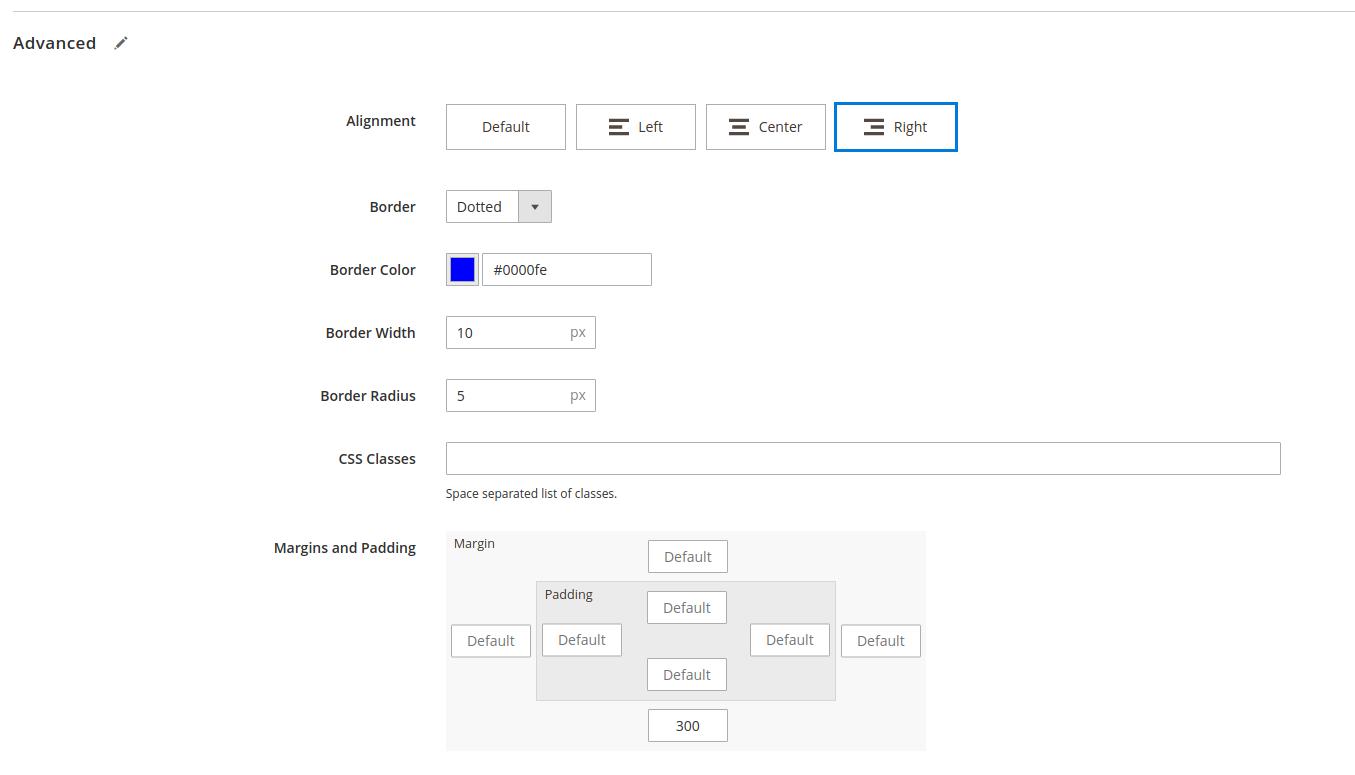 Advanced
Alignment Default Left Center Right
Border Dotted
Border Color #0000fe
Border Width 10 px
Border Radius 5 px
CSS Classes
Space separated list of classes.
Margins and Padding Margin
Default
Padding
Default
Default Default Default Default
Default
300